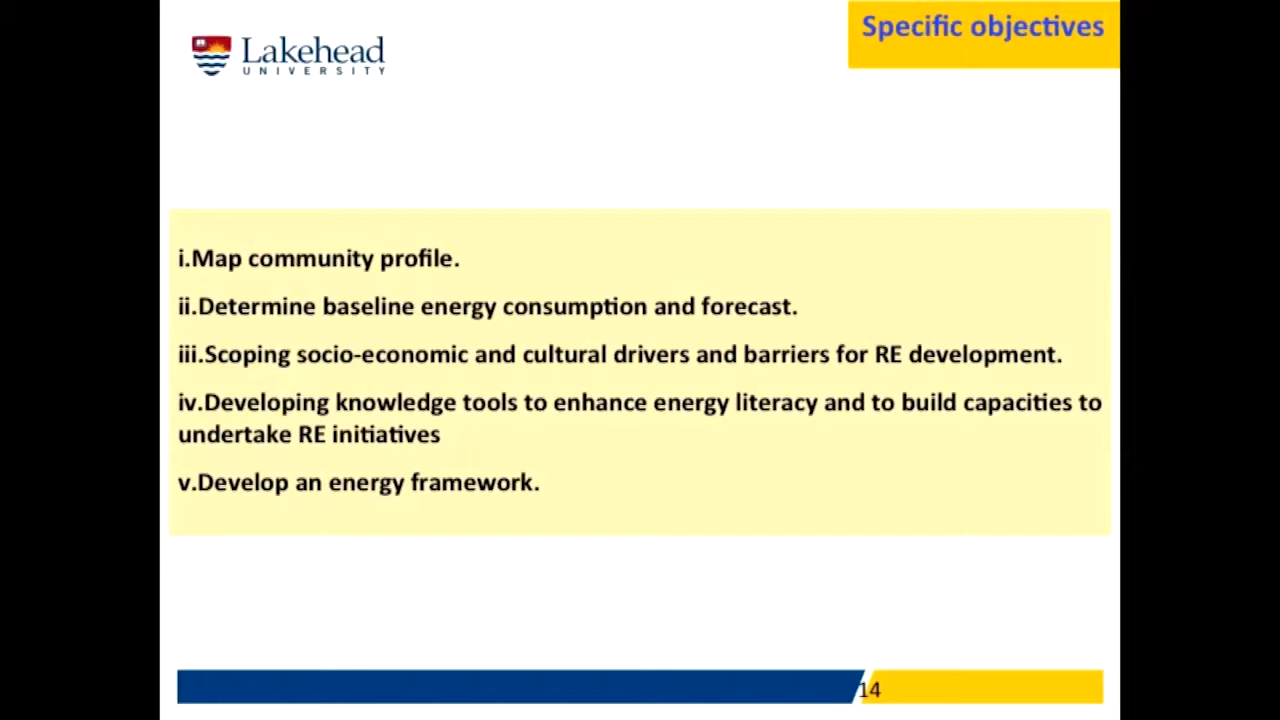 Specific objectives
Lakehead
UNIVERSITY
i.Map community profile.
ii.Determine baseline energy consumption and forecast.
iii.Scoping socio-economic and cultural drivers and barriers for RE development.
iv.Developing knowledge tools to enhance energy literacy and to build capacities to
undertake RE initiatives
v.Develop an energy framework.
14